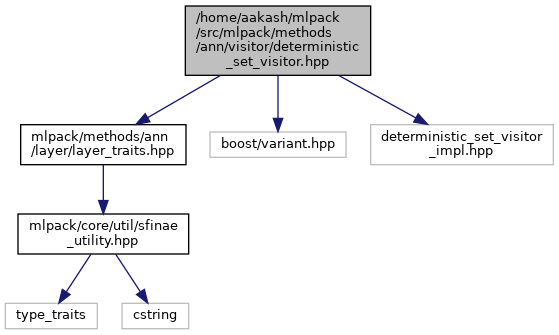 /home/aakash/mlpack
/src/mlpack/methods
/ann/visitor/deterministic
_set_visitor.hpp
mlpack/methods/ann
/layer/layer_traits.hpp
boost/variant.hpp
deterministic_set_visitor
_impl.hpp
mlpack/core/util/sfinae
_utility.hpp
type_traits
cstring